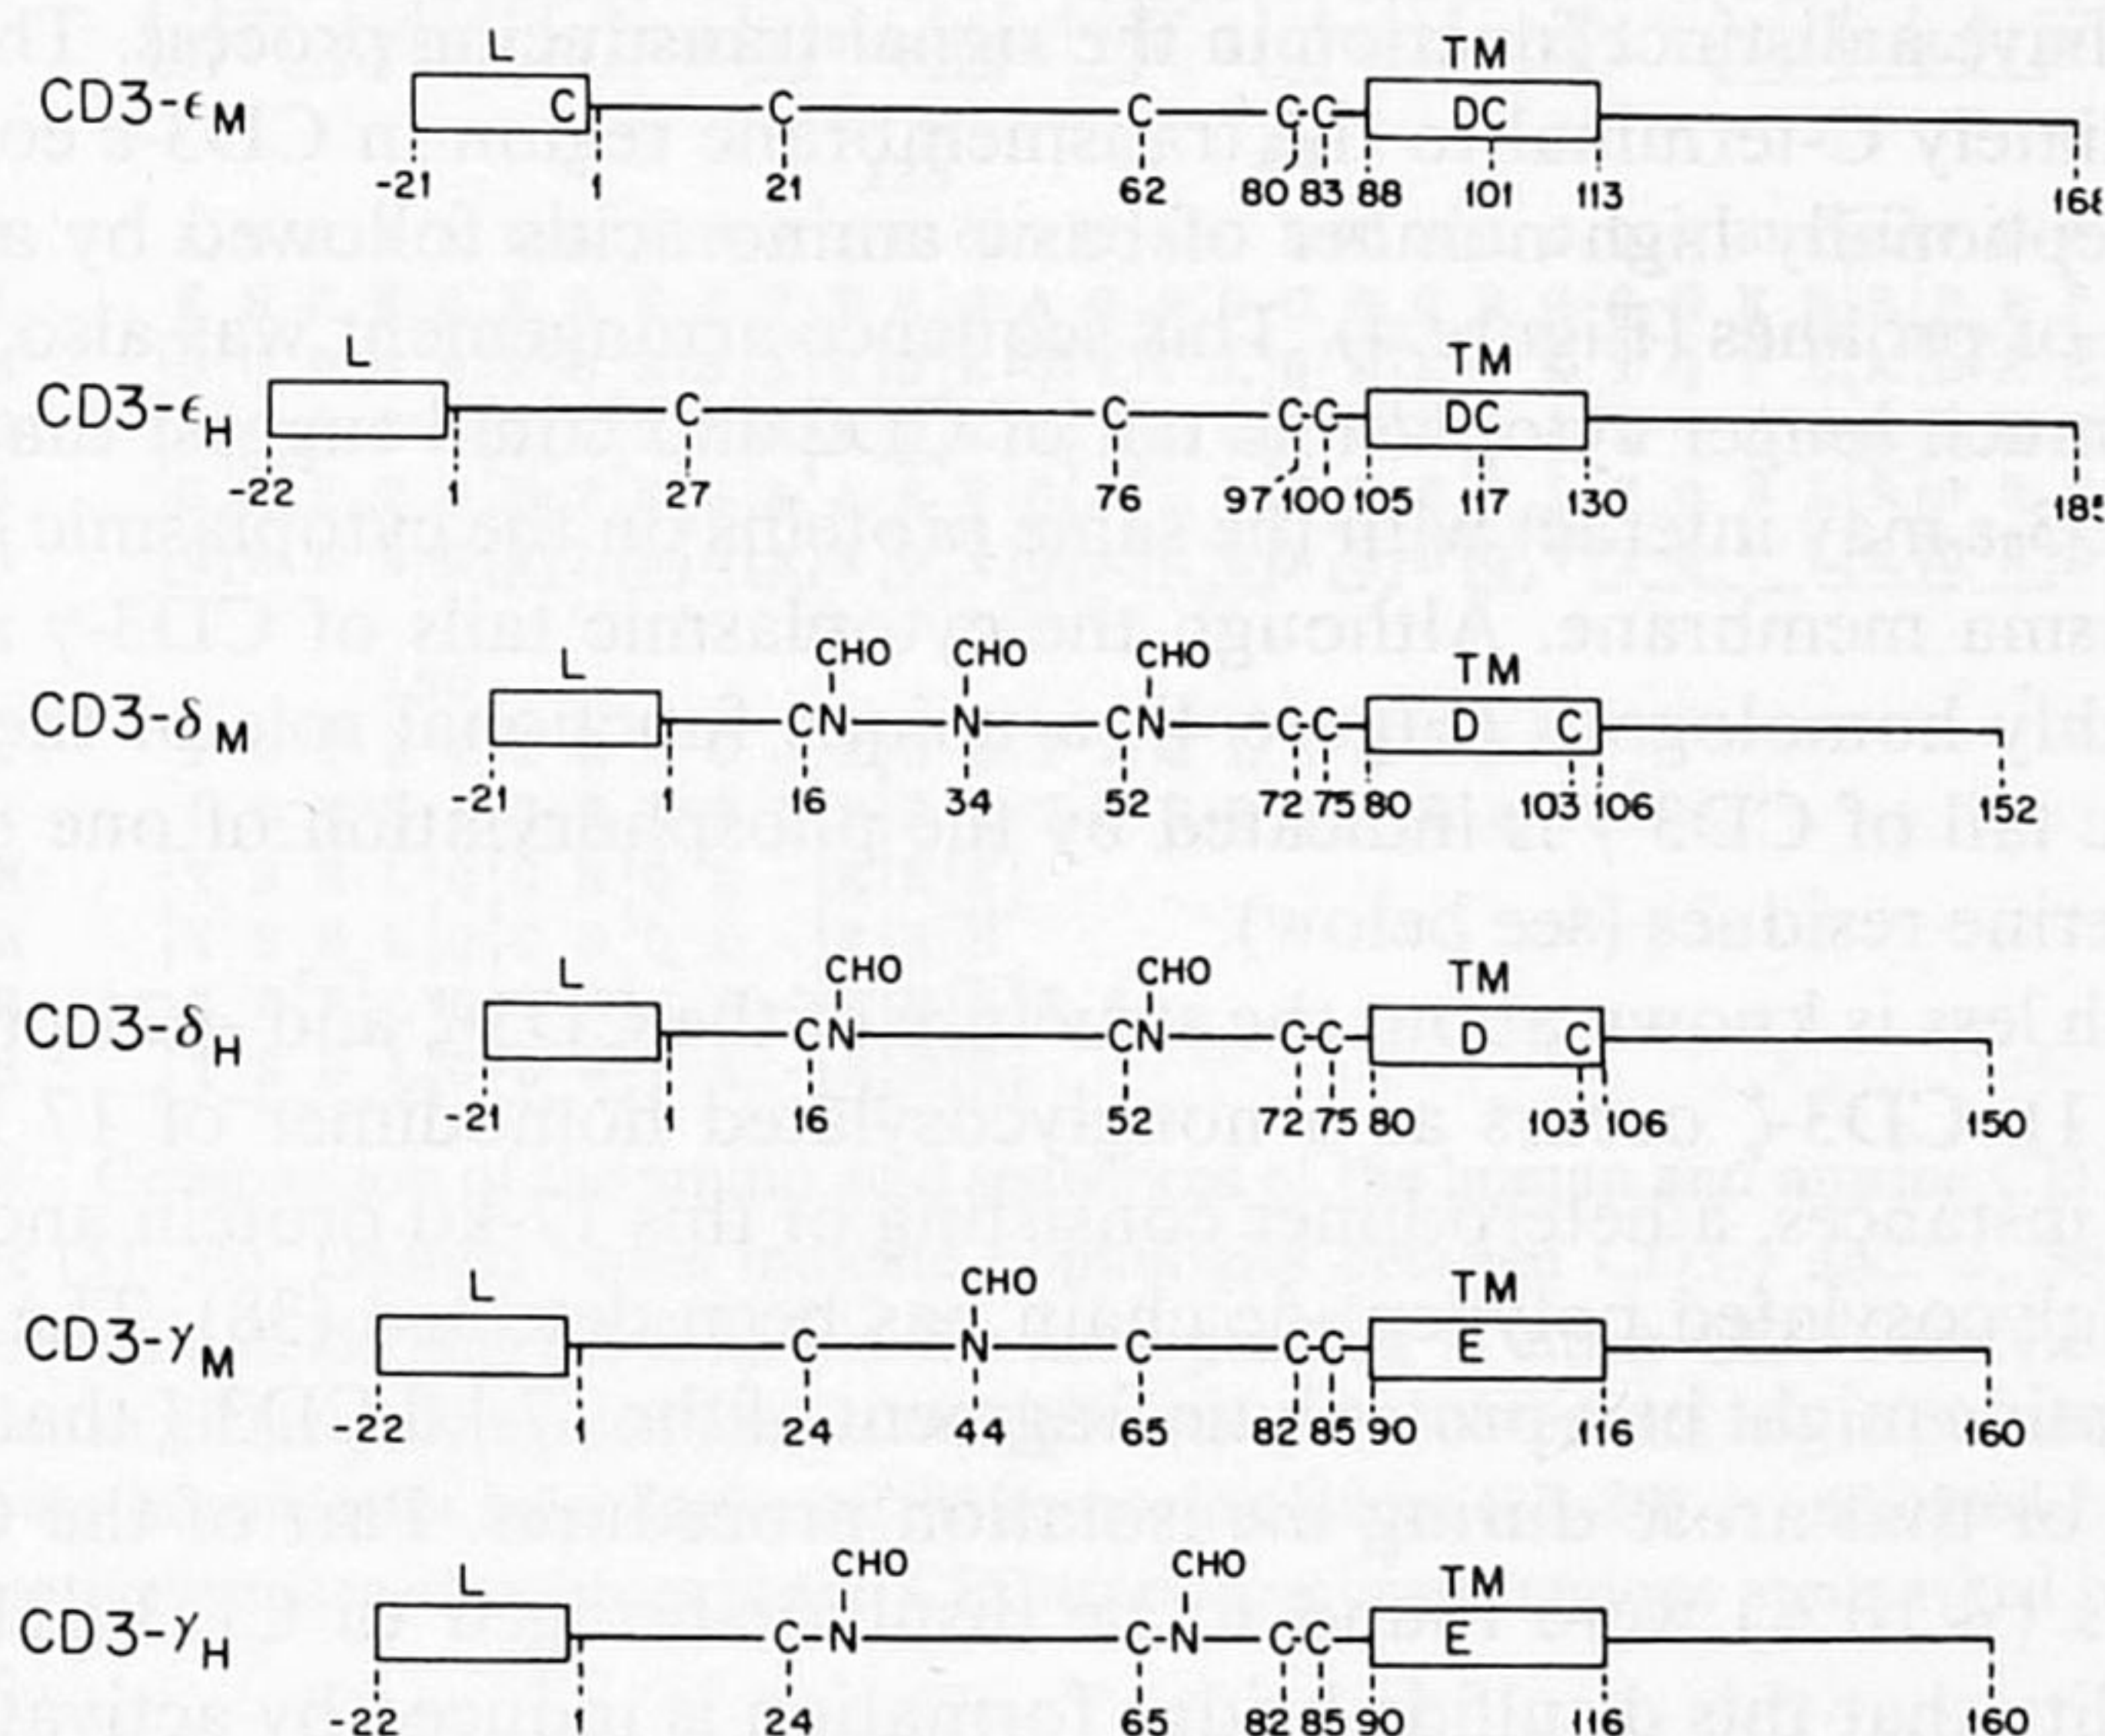 L TM
CD3-εM C C C C C DC
-21 1 21 62 80 83 88 101 113
L TM
CD3-εH C C C C DC
-22 1 27 76 97 100 105 117 130
CHO CHO CHO
L TM
CD3-δM CN N CN C C D C
-21 1 16 34 52 72 75 80 103 106 152
CHO CHO
L TM
CD3-δH CN CN C C D C
-21 1 16 52 72 75 80 103 106 150
CHO
L TM
CD3-γM C N C C C E
-22 1 24 44 65 82 85 90 116 160
CHO CHO
L TM
CD3-γH C-N C-N C C E
-22 1 24 65 82 85 90 116 160